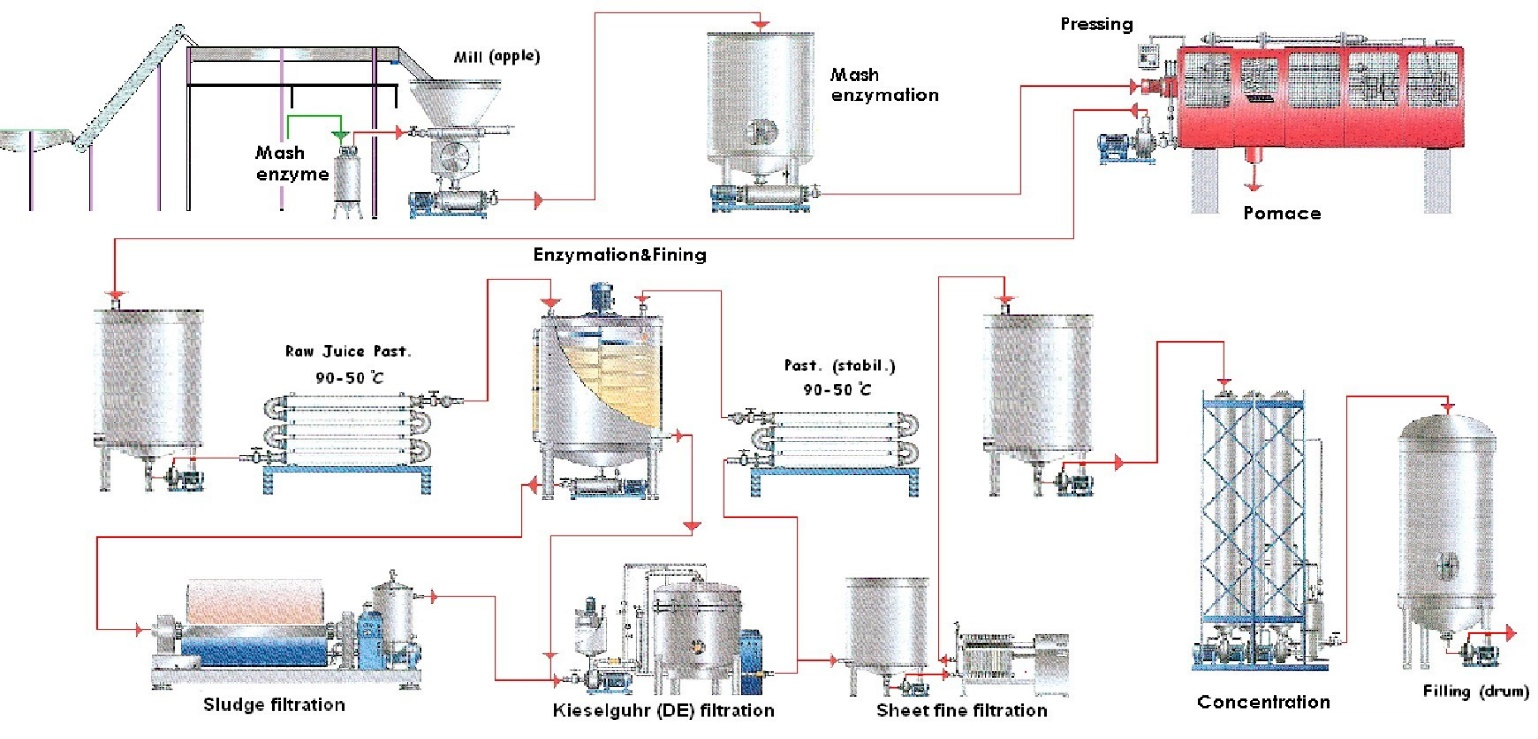 Pressing
Mill (apple)
Mash
enzymation
Mash
enzyme
Pomace
Enzymation&Fining
Raw Juice Past.
90-50 °C
Past. (stabil.)
90-50 °C
Sludge filtration
Kieselguhr (DE) filtration
Sheet fine filtration
Concentration
Filling (drum)